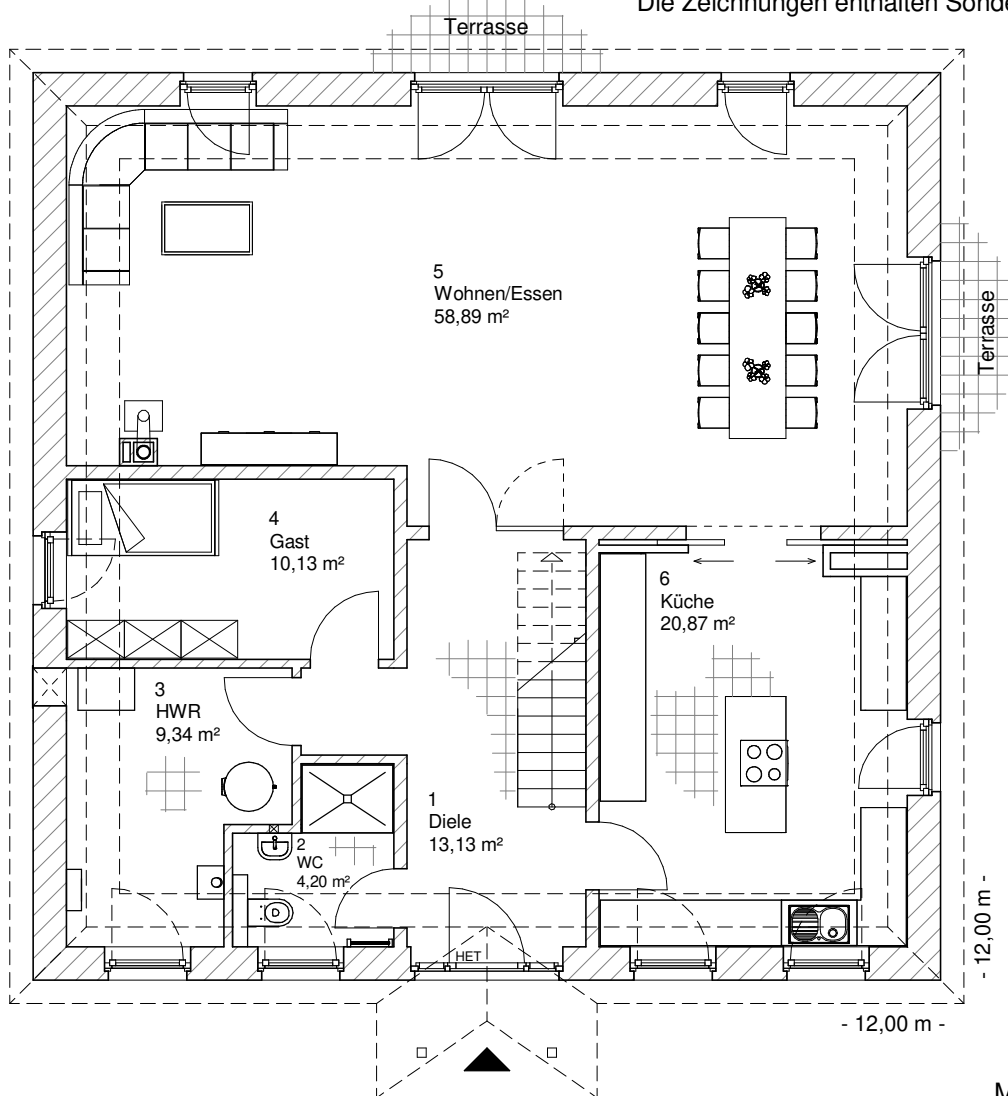 Die Zeichnungen enthalten Sonde
Terrasse
5
Wohnen/Essen
58,89 m²
Terrasse
4
Gast
10,13 m²
6
Küche
20,87 m²
3
HWR
9,34 m²
1
Diele
13,13 m²
2
WC
4,20 m²
HET
- 12,00 m -
- 12,00 m -
M